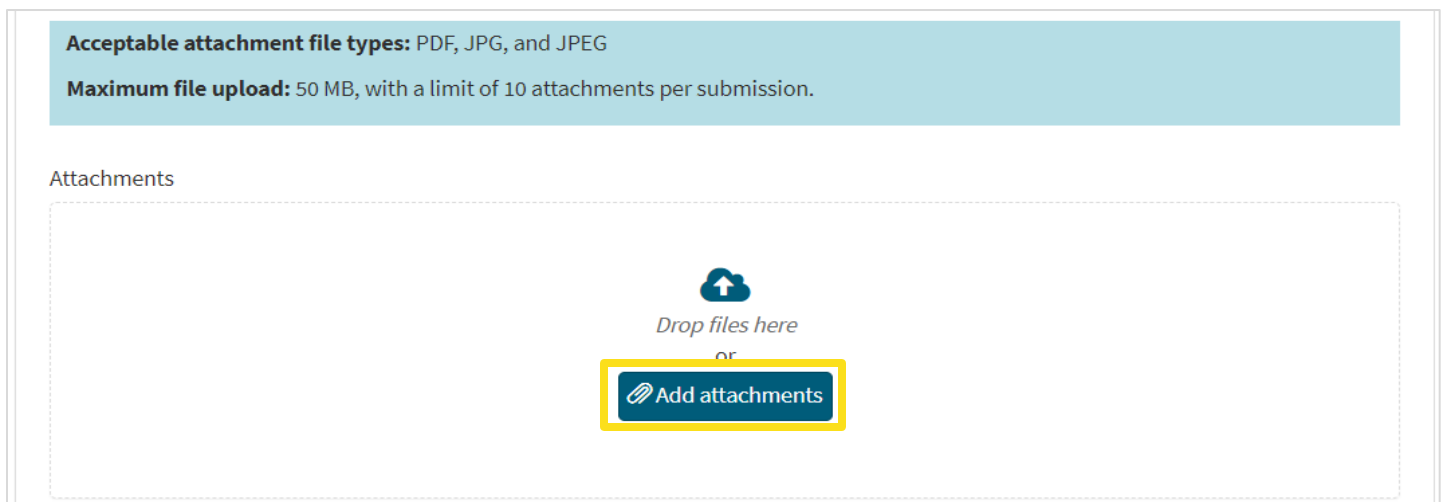 Acceptable attachment file types: PDF, JPG, and JPEG
Maximum file upload: 50 MB, with a limit of 10 attachments per submission.
Attachments
Drop files here
or
Add attachments